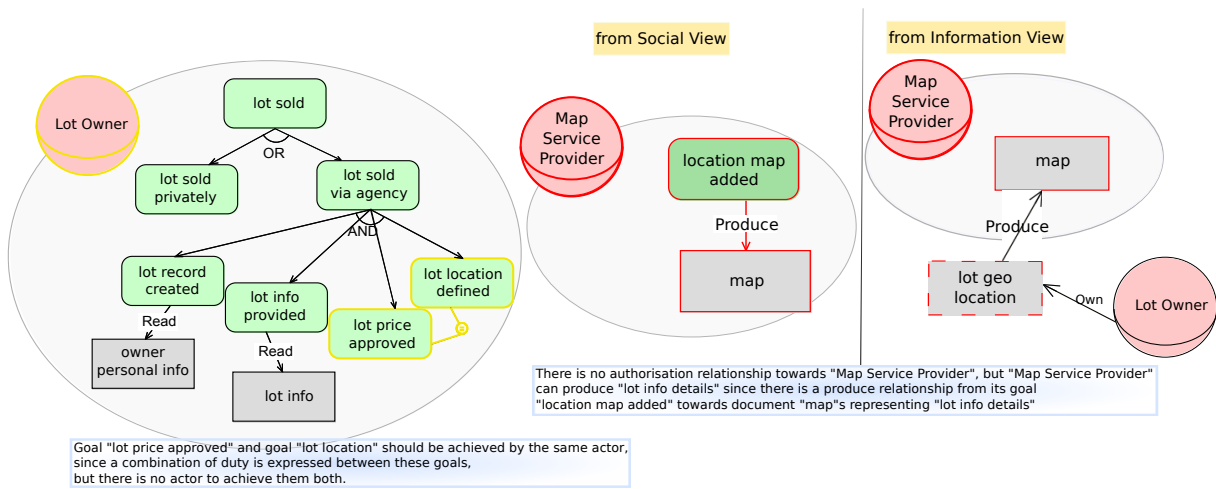 from Social View
from Information View
Lot Owner
lot sold
OR
lot sold
privately
lot sold
via agency
AND
lot record
created
lot info
provided
lot price
approved
lot location
defined
=
Read
Read
owner
personal info
lot info
Goal "lot price approved" and goal "lot location" should be achieved by the same actor,
since a combination of duty is expressed between these goals,
but there is no actor to achieve them both.
Map
Service
Provider
location map
added
Produce
map
Map
Service
Provider
map
Produce
lot geo
location
Own
Lot Owner
There is no authorisation relationship towards "Map Service Provider", but "Map Service Provider"
can produce "lot info details" since there is a produce relationship from its goal
"location map added" towards document "map"s representing "lot info details"